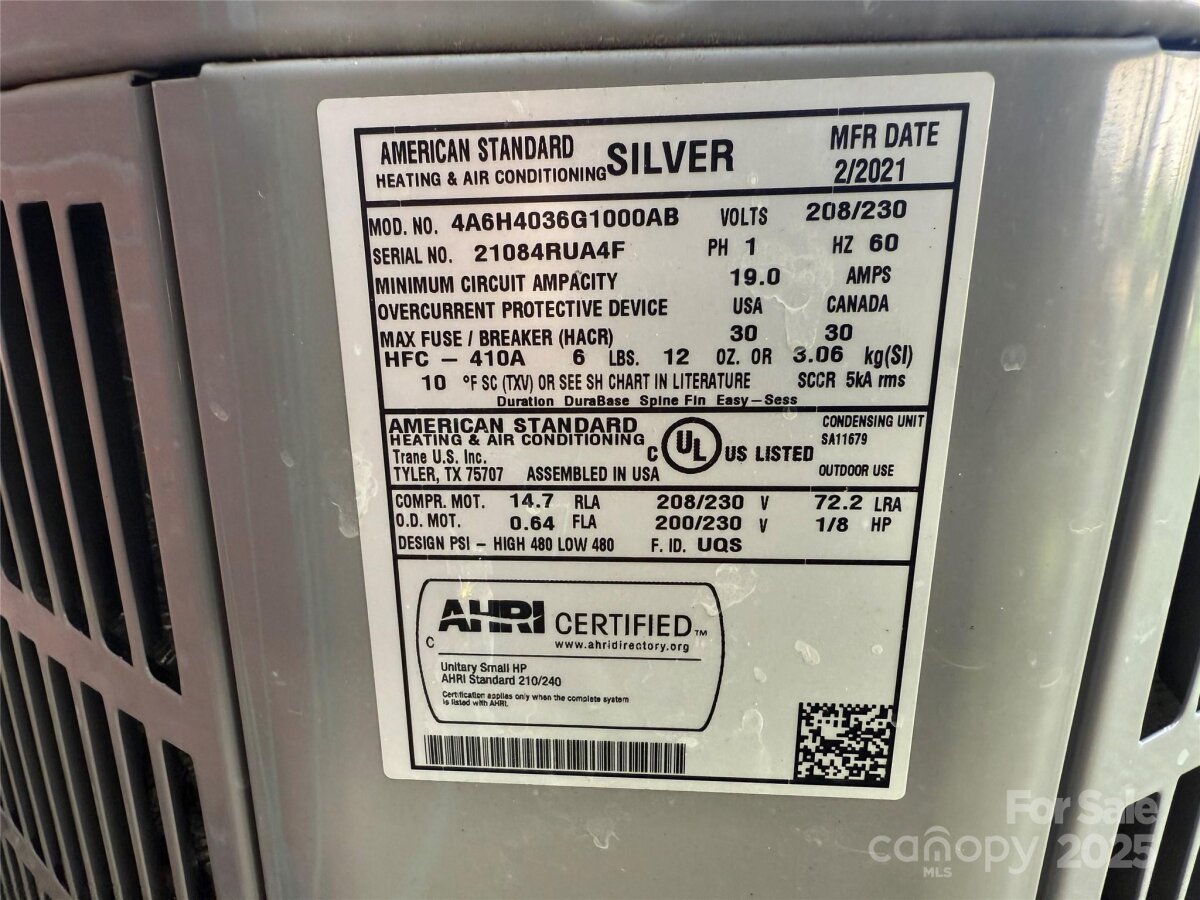 AMERICAN STANDARD SILVER MFR DATE
HEATING & AIR CONDITIONING 2/2021
MOD. NO. 4A6H4036G1000AB VOLTS 208/230
SERIAL NO. 21084RUA4F PH 1 HZ 60
MINIMUM CIRCUIT AMPACITY 19.0 AMPS
OVERCURRENT PROTECTIVE DEVICE USA CANADA
MAX FUSE / BREAKER (HACR) 30 30
HFC - 410A 6 LBS. 12 OZ. OR 3.06 kg(SI)
10 °F SC (TXV) OR SEE SH CHART IN LITERATURE SCCR 5kA rms
Duration DuraBase Spine Fin Easy-Sess
AMERICAN STANDARD CONDENSING UNIT
HEATING & AIR CONDITIONING SA11679
Trane U.S. Inc. C UL US LISTED
TYLER, TX 75707 ASSEMBLED IN USA OUTDOOR USE
COMPR. MOT. 14.7 RLA 208/230 V 72.2 LRA
O.D. MOT. 0.64 FLA 200/230 V 1/8 HP
DESIGN PSI - HIGH 480 LOW 480 F. ID. UQS
AHRI CERTIFIED™
C www.ahridirectory.org
Unitary Small HP
AHRI Standard 210/240
Certification applies only when the complete system
is listed with AHRI.
For Sale
canopy 2025
MLS